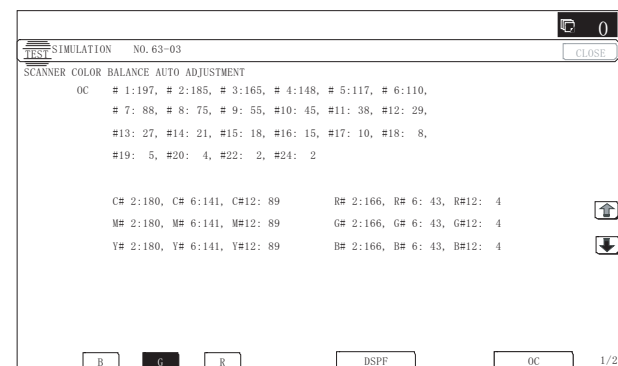 0
TEST SIMULATION NO.63-03
CLOSE
SCANNER COLOR BALANCE AUTO ADJUSTMENT
OC # 1:197, # 2:185, # 3:165, # 4:148, # 5:117, # 6:110,
# 7: 88, # 8: 75, # 9: 55, #10: 45, #11: 38, #12: 29,
#13: 27, #14: 21, #15: 18, #16: 15, #17: 10, #18: 8,
#19: 5, #20: 4, #22: 2, #24: 2
C# 2:180, C# 6:141, C#12: 89 R# 2:166, R# 6: 43, R#12: 4
M# 2:180, M# 6:141, M#12: 89 G# 2:166, G# 6: 43, G#12: 4
Y# 2:180, Y# 6:141, Y#12: 89 B# 2:166, B# 6: 43, B#12: 4
B G R DSPF OC 1/2